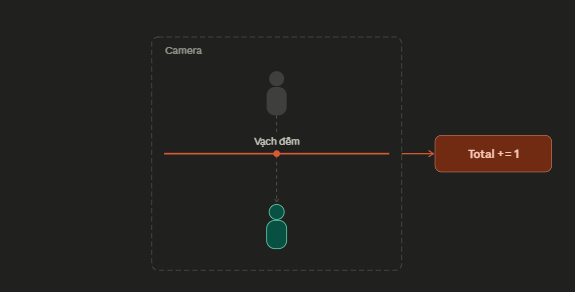 Camera
Vạch đếm
Total += 1